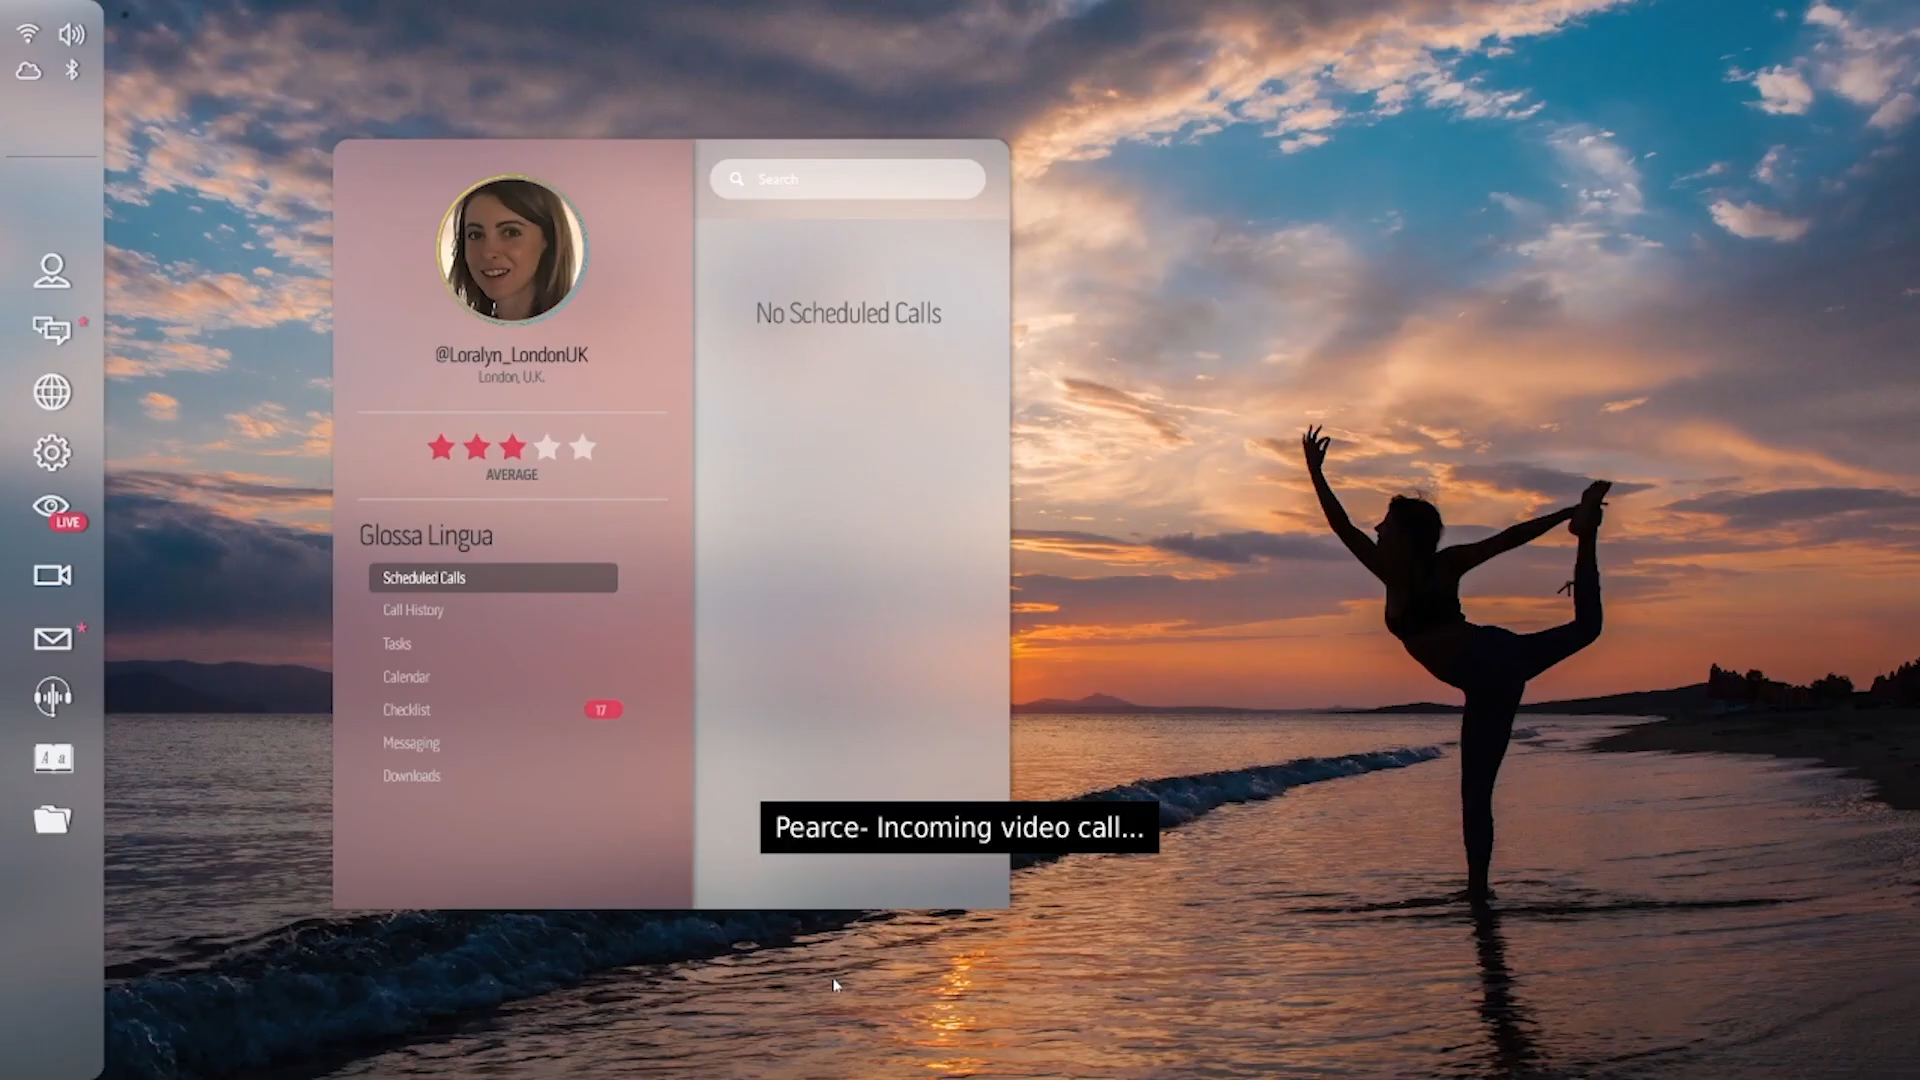 LIVE
A a
@Loralyn_LondonUK
London, U.K.
AVERAGE
Glossa Lingua
Scheduled Calls
Call History
Tasks
Calendar
Checklist 17
Messaging
Downloads
Search
No Scheduled Calls
Pearce- Incoming video call...